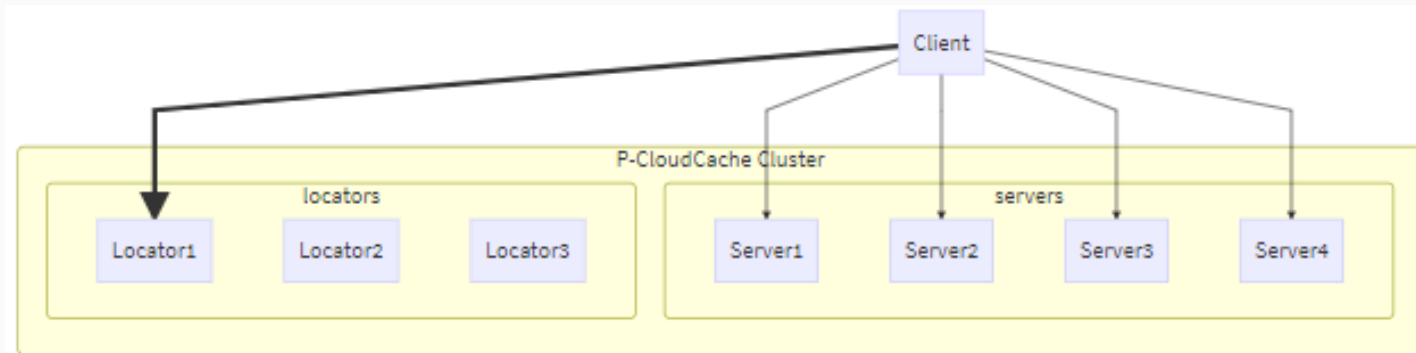 Client
P-CloudCache Cluster
locators
servers
Locator1
Locator2
Locator3
Server1
Server2
Server3
Server4